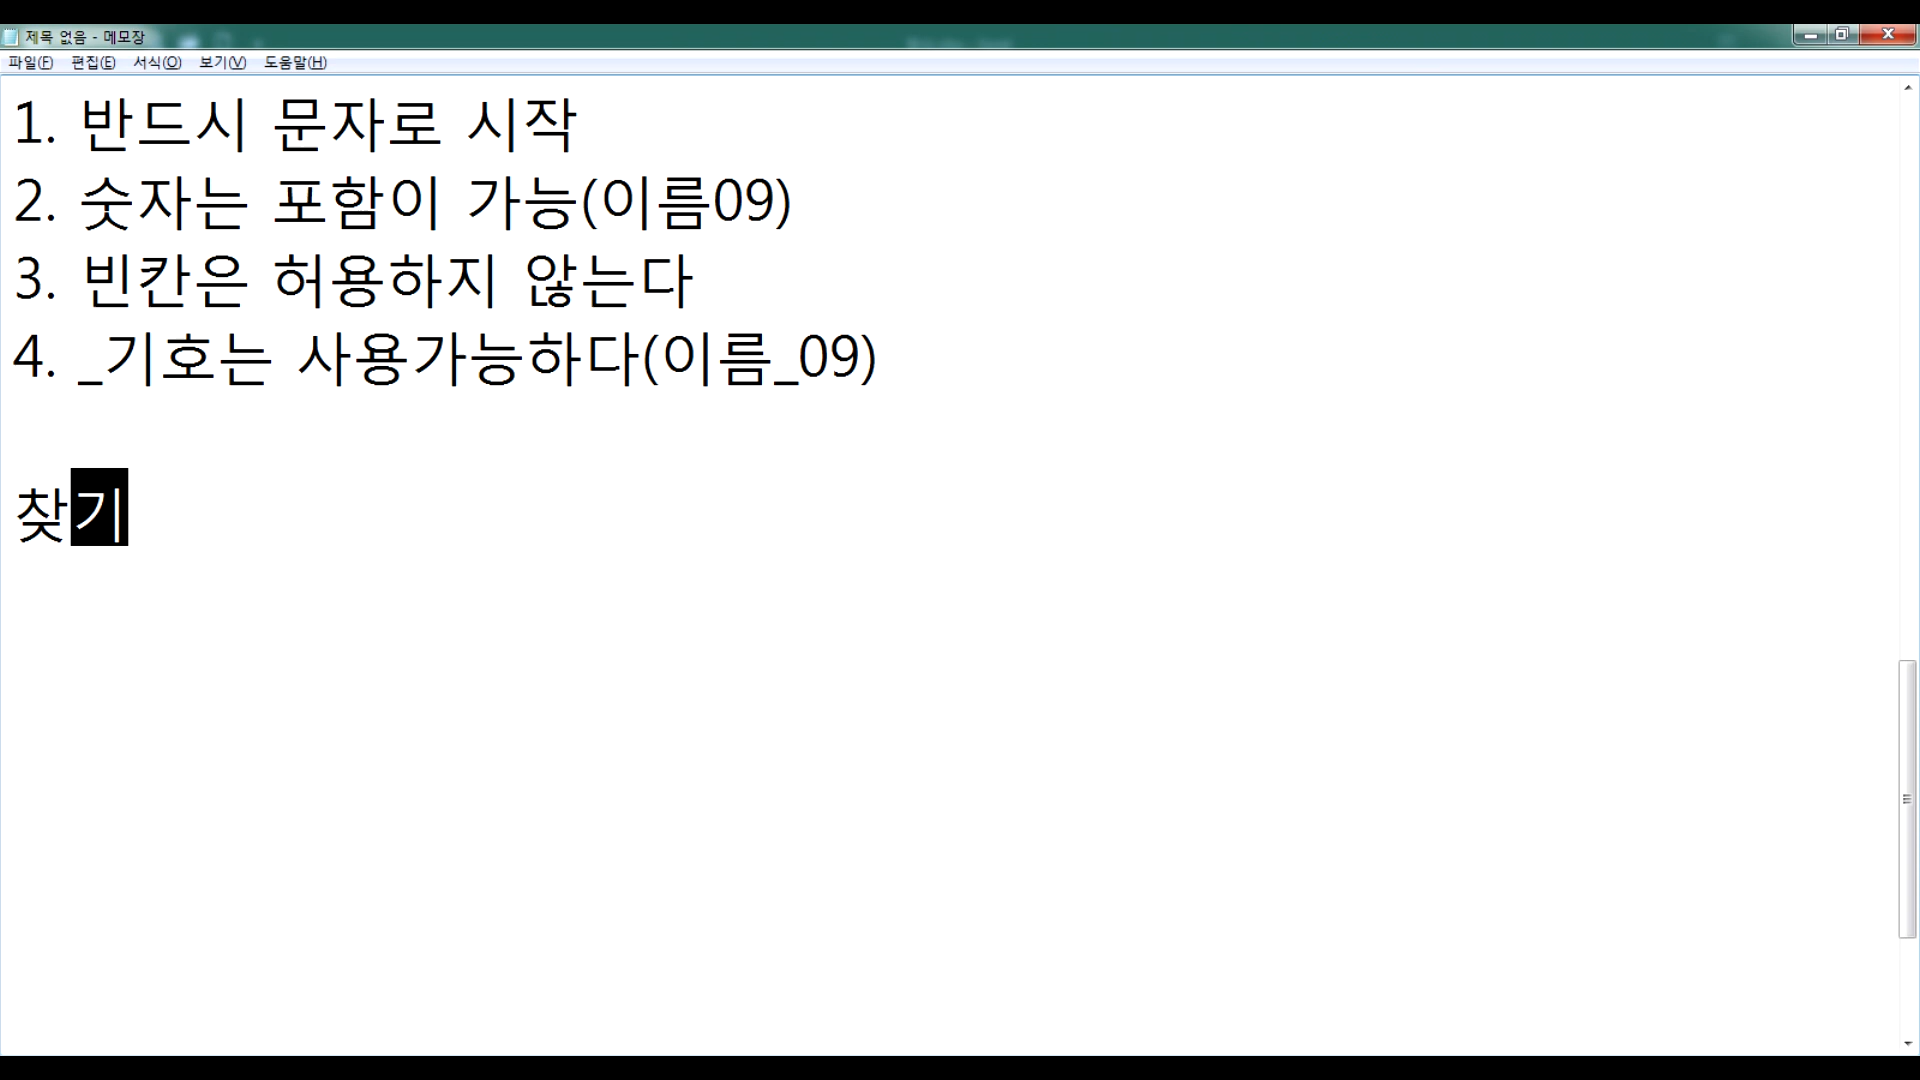 제목 없음 - 메모장
파일(F) 편집(E) 서식(O) 보기(V) 도움말(H)
1. 반드시 문자로 시작
2. 숫자는 포함이 가능(이름09)
3. 빈칸은 허용하지 않는다
4. _기호는 사용가능하다(이름_09)
찾기